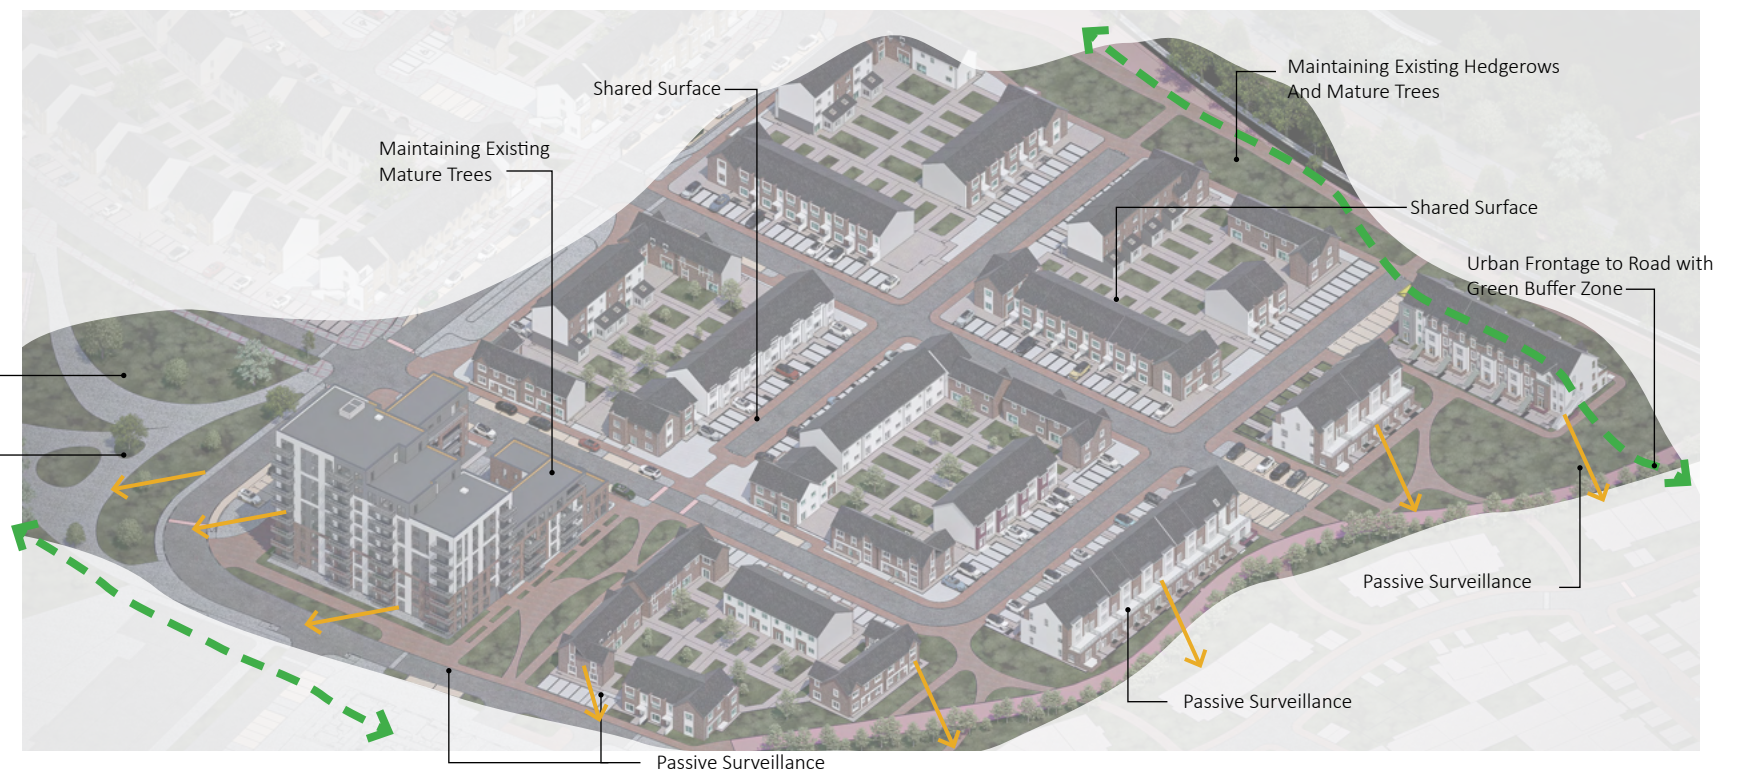 Maintaining Existing Hedgerows
And Mature Trees
Shared Surface
Maintaining Existing
Mature Trees
Shared Surface
Urban Frontage to Road with
Green Buffer Zone
Passive Surveillance
Passive Surveillance
Passive Surveillance